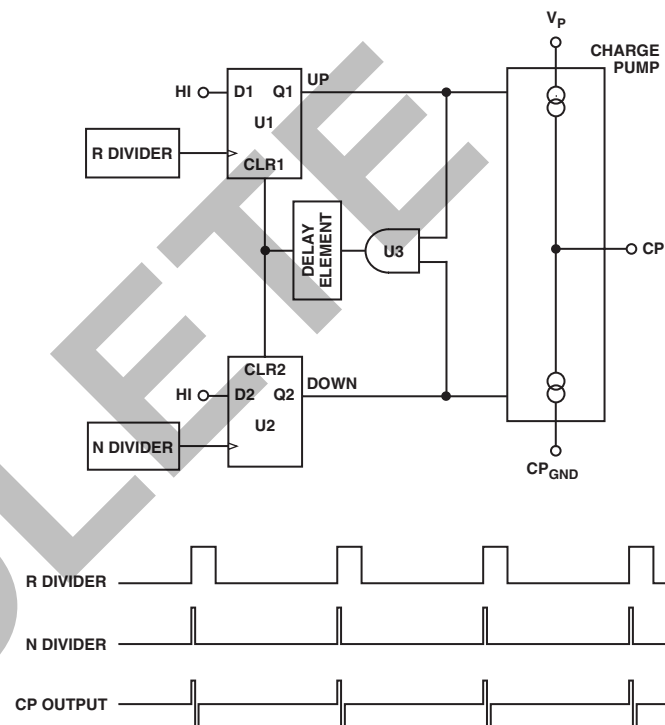 V_P
CHARGE
PUMP
HI
D1
Q1
UP
U1
R DIVIDER
CLR1
DELAY
ELEMENT
U3
CP
CLR2
HI
D2
Q2
DOWN
U2
N DIVIDER
CP_GND
R DIVIDER
N DIVIDER
CP OUTPUT
OLETE